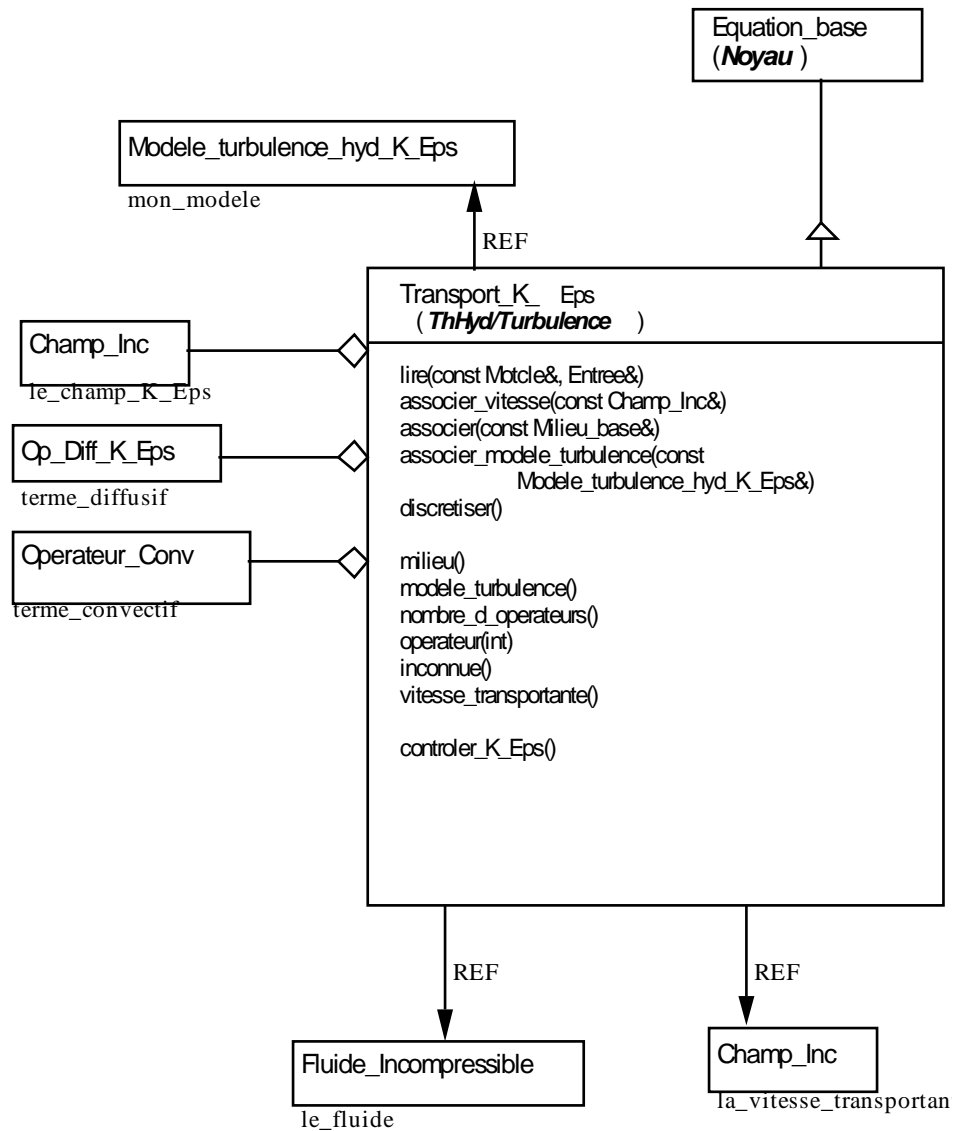 Equation_base
(Noyau )
Modele_turbulence_hyd_K_Eps
mon_modele
REF
Transport_K_ Eps
( ThHyd/Turbulence )
Champ_Inc
le_champ_K_Eps
Op_Diff_K_Eps
terme_diffusif
Operateur_Conv
terme_convectif
lire(const Motcle&, Entree&)
associer_vitesse(const Champ_Inc&)
associer(const Milieu_base&)
associer_modele_turbulence(const
Modele_turbulence_hyd_K_Eps&)
discretiser()
milieu()
modele_turbulence()
nombre_d_operateurs()
operateur(int)
inconnue()
vitesse_transportante()
controler_K_Eps()
REF
REF
Fluide_Incompressible
le_fluide
Champ_Inc
la_vitesse_transportan